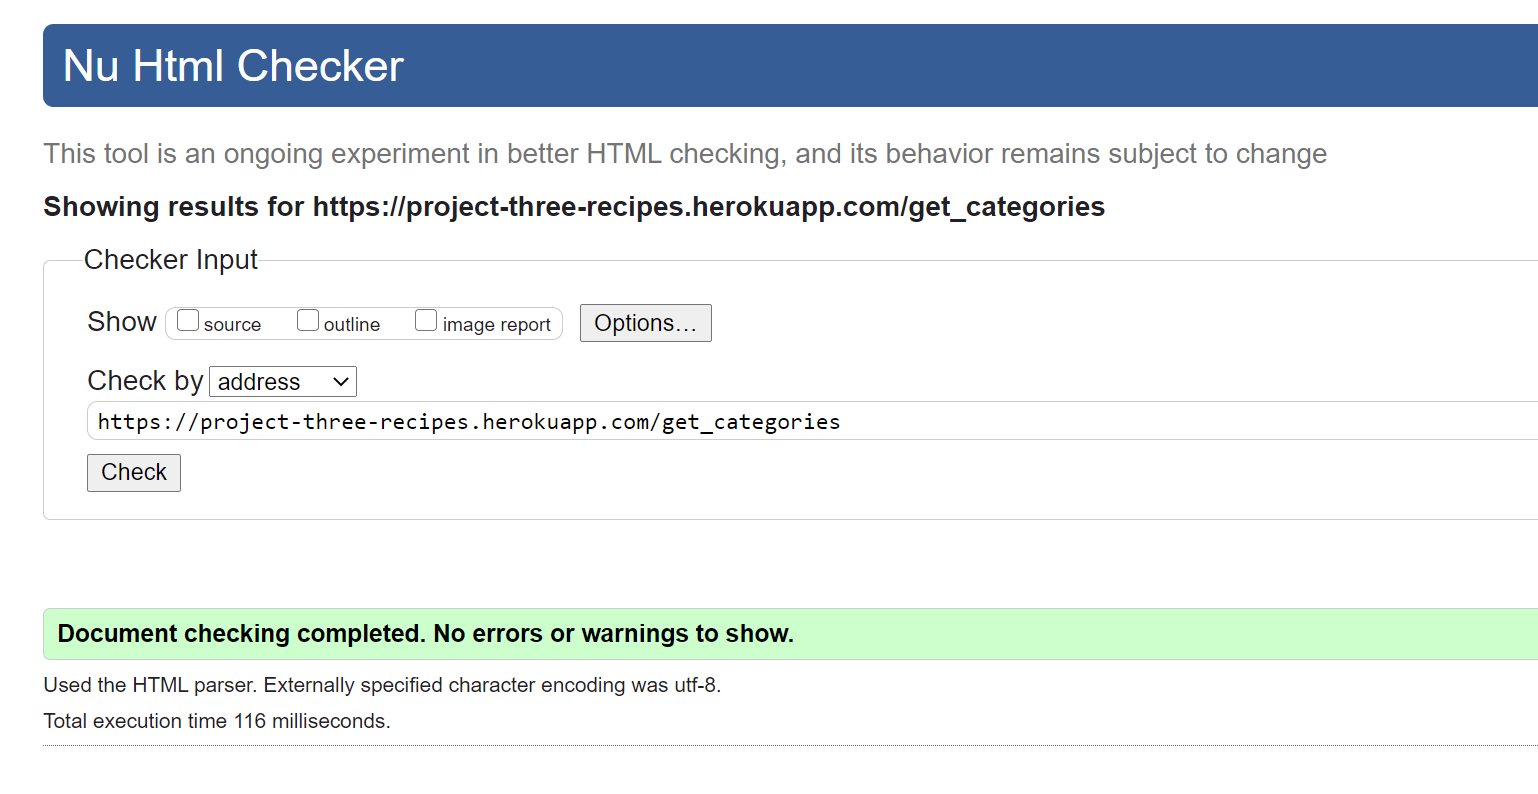 Nu Html Checker
This tool is an ongoing experiment in better HTML checking, and its behavior remains subject to change
Showing results for https://project-three-recipes.herokuapp.com/get_categories
Checker Input
Show source outline image report Options...
Check by address
https://project-three-recipes.herokuapp.com/get_categories
Check
Document checking completed. No errors or warnings to show.
Used the HTML parser. Externally specified character encoding was utf-8.
Total execution time 116 milliseconds.